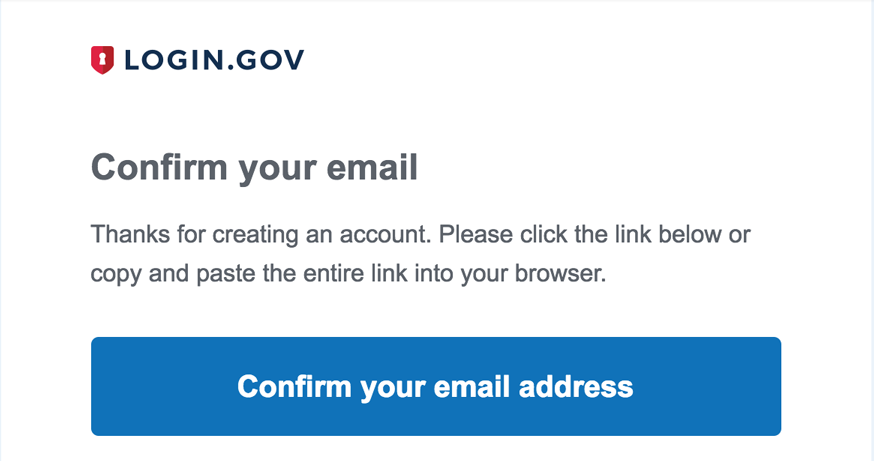 LOGIN.GOV
Confirm your email
Thanks for creating an account. Please click the link below or
copy and paste the entire link into your browser.
Confirm your email address